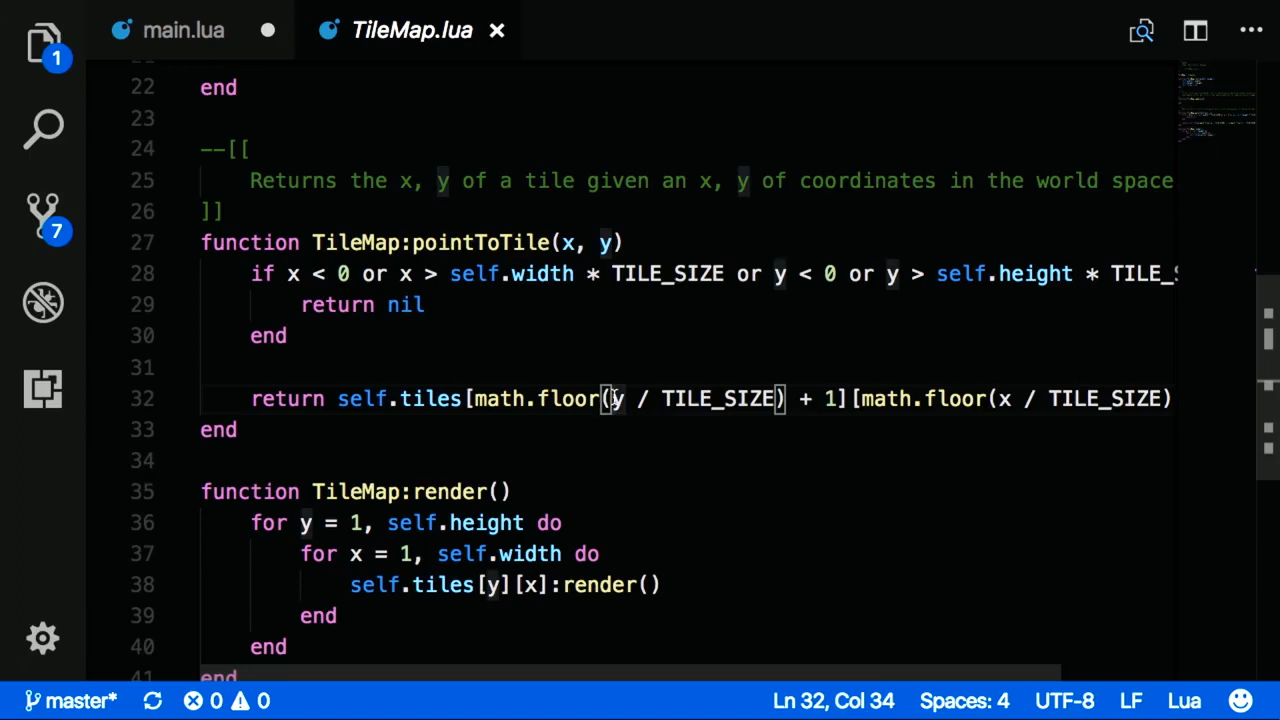 main.lua TileMap.lua
1
22 end
23
24 --[[
25 Returns the x, y of a tile given an x, y of coordinates in the world space
26 ]]
27 function TileMap:pointToTile(x, y)
28 if x < 0 or x > self.width * TILE_SIZE or y < 0 or y > self.height * TILE_S
29 return nil
30 end
31
32 return self.tiles[math.floor(y / TILE_SIZE) + 1][math.floor(x / TILE_SIZE)
33 end
34
35 function TileMap:render()
36 for y = 1, self.height do
37 for x = 1, self.width do
38 self.tiles[y][x]:render()
39 end
40 end
41 end
7
master* 0 0 Ln 32, Col 34 Spaces: 4 UTF-8 LF Lua